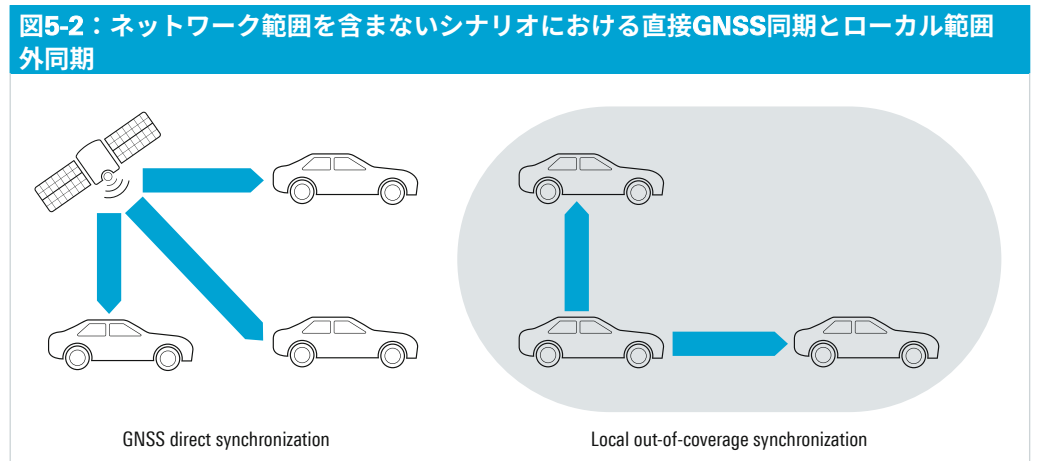 図5-2：ネットワーク範囲を含まないシナリオにおける直接GNSS同期とローカル範囲
外同期
GNSS direct synchronization
Local out-of-coverage synchronization